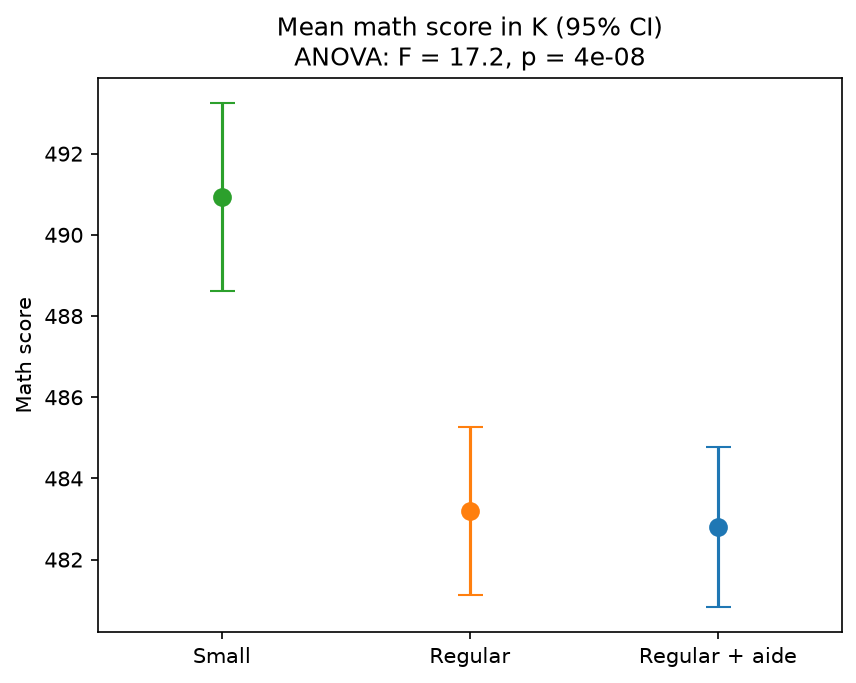 Mean math score in K (95% CI)
ANOVA: F = 17.2, p = 4e-08
Math score
492
490
488
486
484
482
Small
Regular
Regular + aide